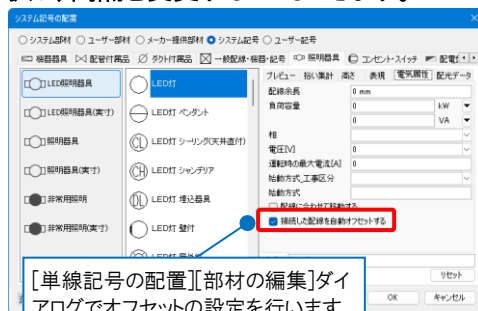 システム記号の配置
システム部材 ユーザー部材 メーカー提供部材 システム記号 ユーザー記号
機器器具 配管付属品 ダクト付属品 一般配線・機器・記号 照明器具 コンセント・スイッチ 配電
プレビュー 拾い集計 高さ 表現 電気属性 配光データ
LED照明器具
LED照明器具(実寸)
照明器具
照明器具(実寸)
非常用照明
非常用照明(実寸)
LED灯
LED灯 ペンダント
LED灯 シーリング(天井直付)
LED灯 シャンデリア
LED灯 埋込器具
LED灯 壁付
配線余長 0 mm
負荷容量 0 kW
0 VA
相
電圧[V] 0
運転時の最大電流[A] 0
始動方式_工事区分
始動方式
配線に合わせて移動する
接続した配線を自動オフセットする
リセット
OK キャンセル
[単線記号の配置][部材の編集]ダイ
アログでオフセットの設定を行います